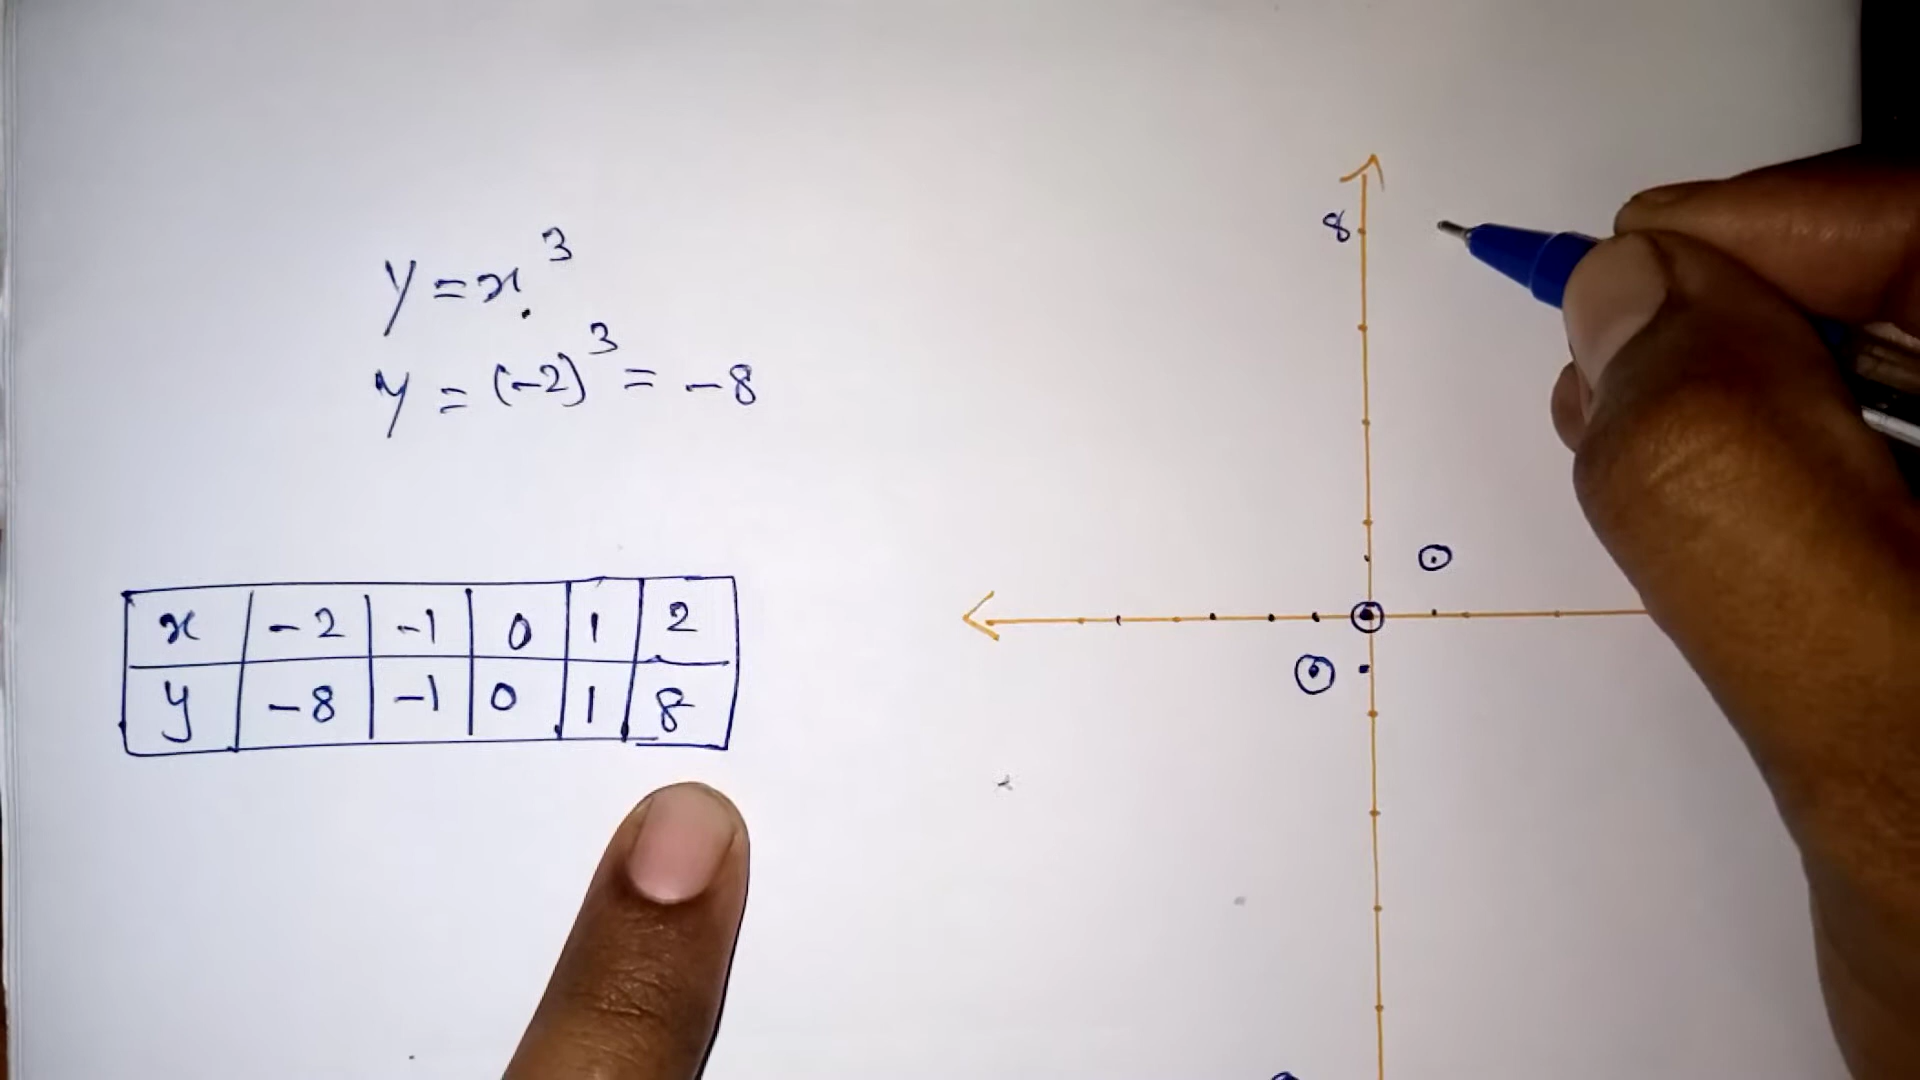 y = x³
y = (-2)³ = -8
x -2 -1 0 1 2
y -8 -1 0 1 8
8